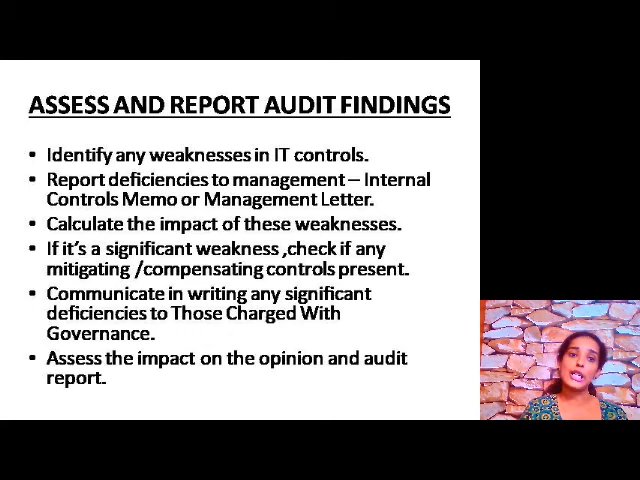 ASSESS AND REPORT AUDIT FINDINGS
• Identify any weaknesses in IT controls.
• Report deficiencies to management – Internal
Controls Memo or Management Letter.
• Calculate the impact of these weaknesses.
• If it's a significant weakness ,check if any
mitigating /compensating controls present.
• Communicate in writing any significant
deficiencies to Those Charged With
Governance.
• Assess the impact on the opinion and audit
report.